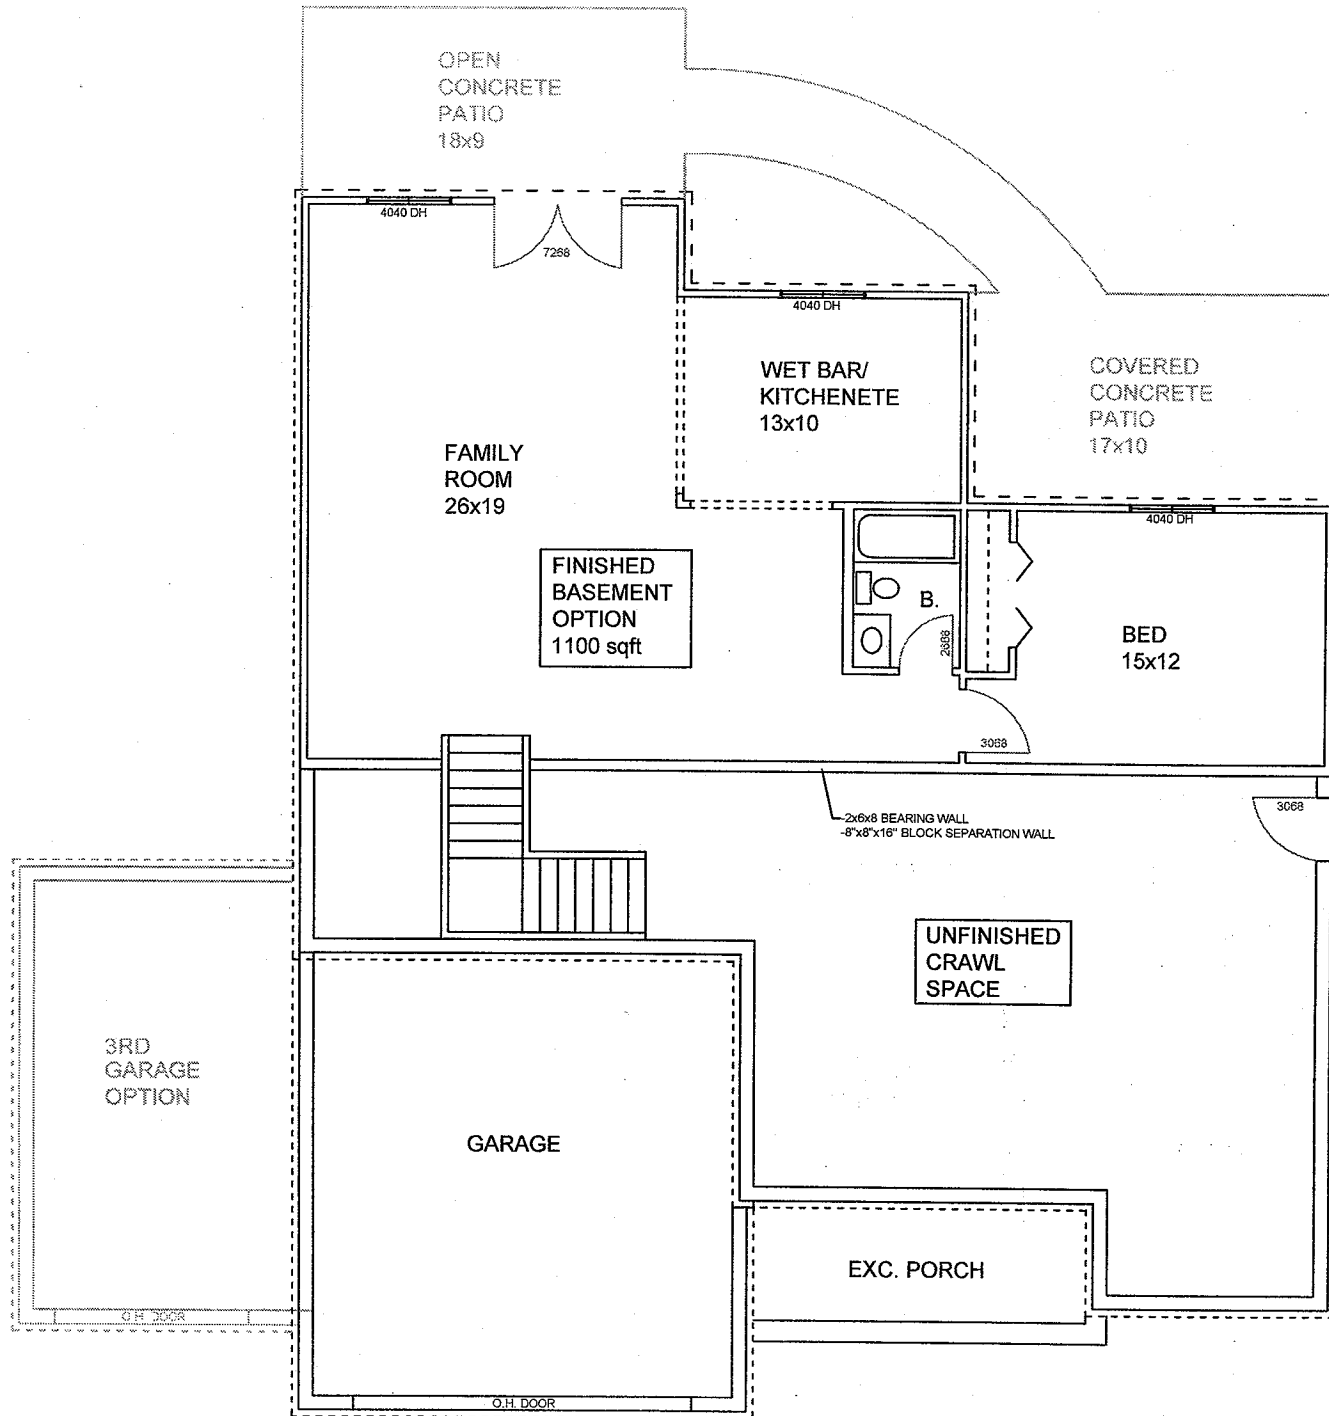 OPEN
CONCRETE
PATIO
18x9
4040 DH
7268
4040 DH
WET BAR/
KITCHENETE
13x10
COVERED
CONCRETE
PATIO
17x10
FAMILY
ROOM
26x19
4040 DH
FINISHED
BASEMENT
OPTION
1100 sqft
B.
2668
BED
15x12
3068
-2x6x8 BEARING WALL
-8"x8"x16" BLOCK SEPARATION WALL
3068
UNFINISHED
CRAWL
SPACE
3RD
GARAGE
OPTION
GARAGE
EXC. PORCH
O.H. DOOR
O.H. DOOR